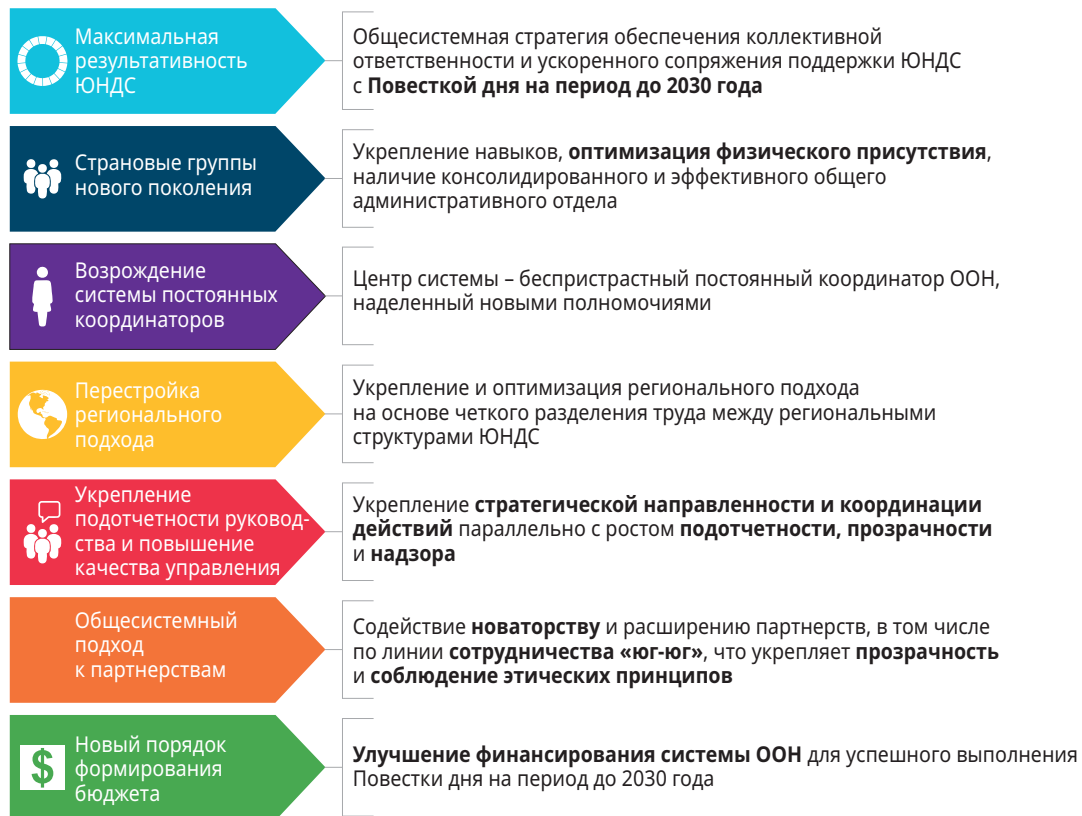 Максимальная
результативность
ЮНДС
Общесистемная стратегия обеспечения коллективной
ответственности и ускоренного сопряжения поддержки ЮНДС
с Повесткой дня на период до 2030 года
Страновые группы
нового поколения
Укрепление навыков, оптимизация физического присутствия,
наличие консолидированного и эффективного общего
административного отдела
Возрождение
системы постоянных
координаторов
Центр системы – беспристрастный постоянный координатор ООН,
наделенный новыми полномочиями
Перестройка
регионального
подхода
Укрепление и оптимизация регионального подхода
на основе четкого разделения труда между региональными
структурами ЮНДС
Укрепление
подотчетности руковод-
ства и повышение
качества управления
Укрепление стратегической направленности и координации
действий параллельно с ростом подотчетности, прозрачности
и надзора
Общесистемный
подход
к партнерствам
Содействие новаторству и расширению партнерств, в том числе
по линии сотрудничества «юг-юг», что укрепляет прозрачность
и соблюдение этических принципов
$
Новый порядок
формирования
бюджета
Улучшение финансирования системы ООН для успешного выполнения
Повестки дня на период до 2030 года